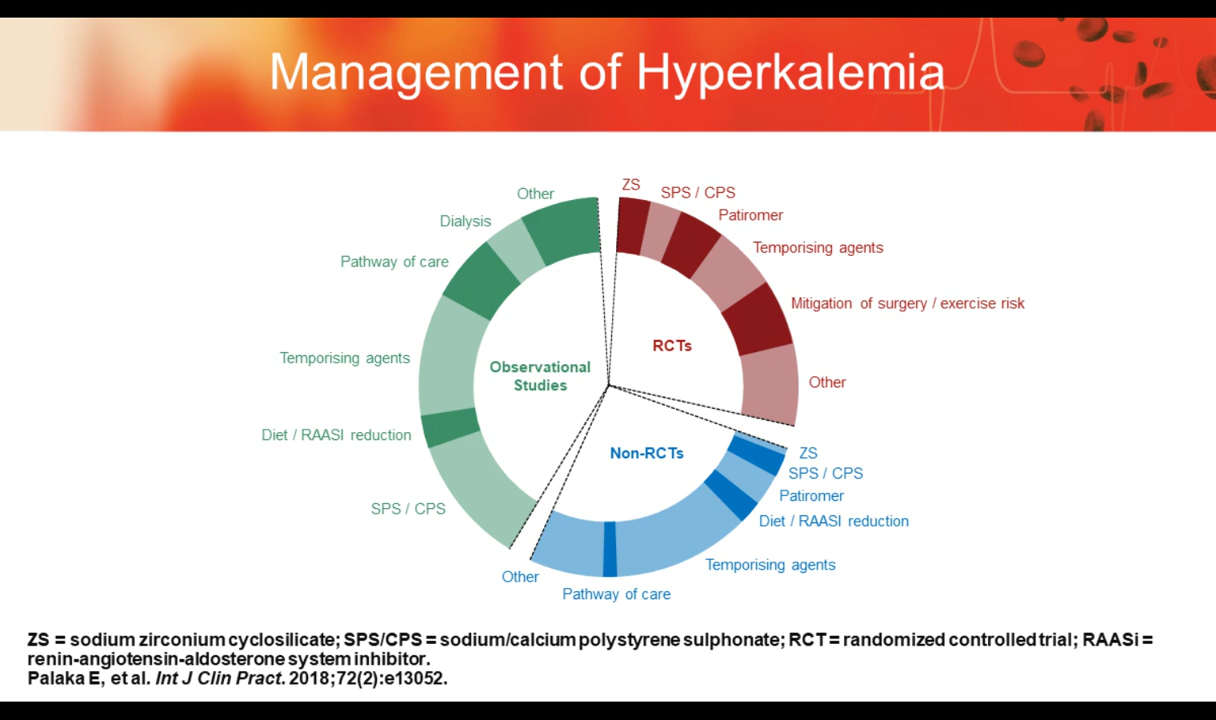 Management of Hyperkalemia
Other
Dialysis
Pathway of care
Temporising agents
Diet / RAASI reduction
SPS / CPS
Observational
Studies
ZS
SPS / CPS
Patiromer
Temporising agents
Mitigation of surgery / exercise risk
Other
RCTs
Non-RCTs
ZS
SPS / CPS
Patiromer
Diet / RAASI reduction
Temporising agents
Pathway of care
Other
ZS = sodium zirconium cyclosilicate; SPS/CPS = sodium/calcium polystyrene sulphonate; RCT = randomized controlled trial; RAASi =
renin-angiotensin-aldosterone system inhibitor.
Palaka E, et al. Int J Clin Pract. 2018;72(2):e13052.